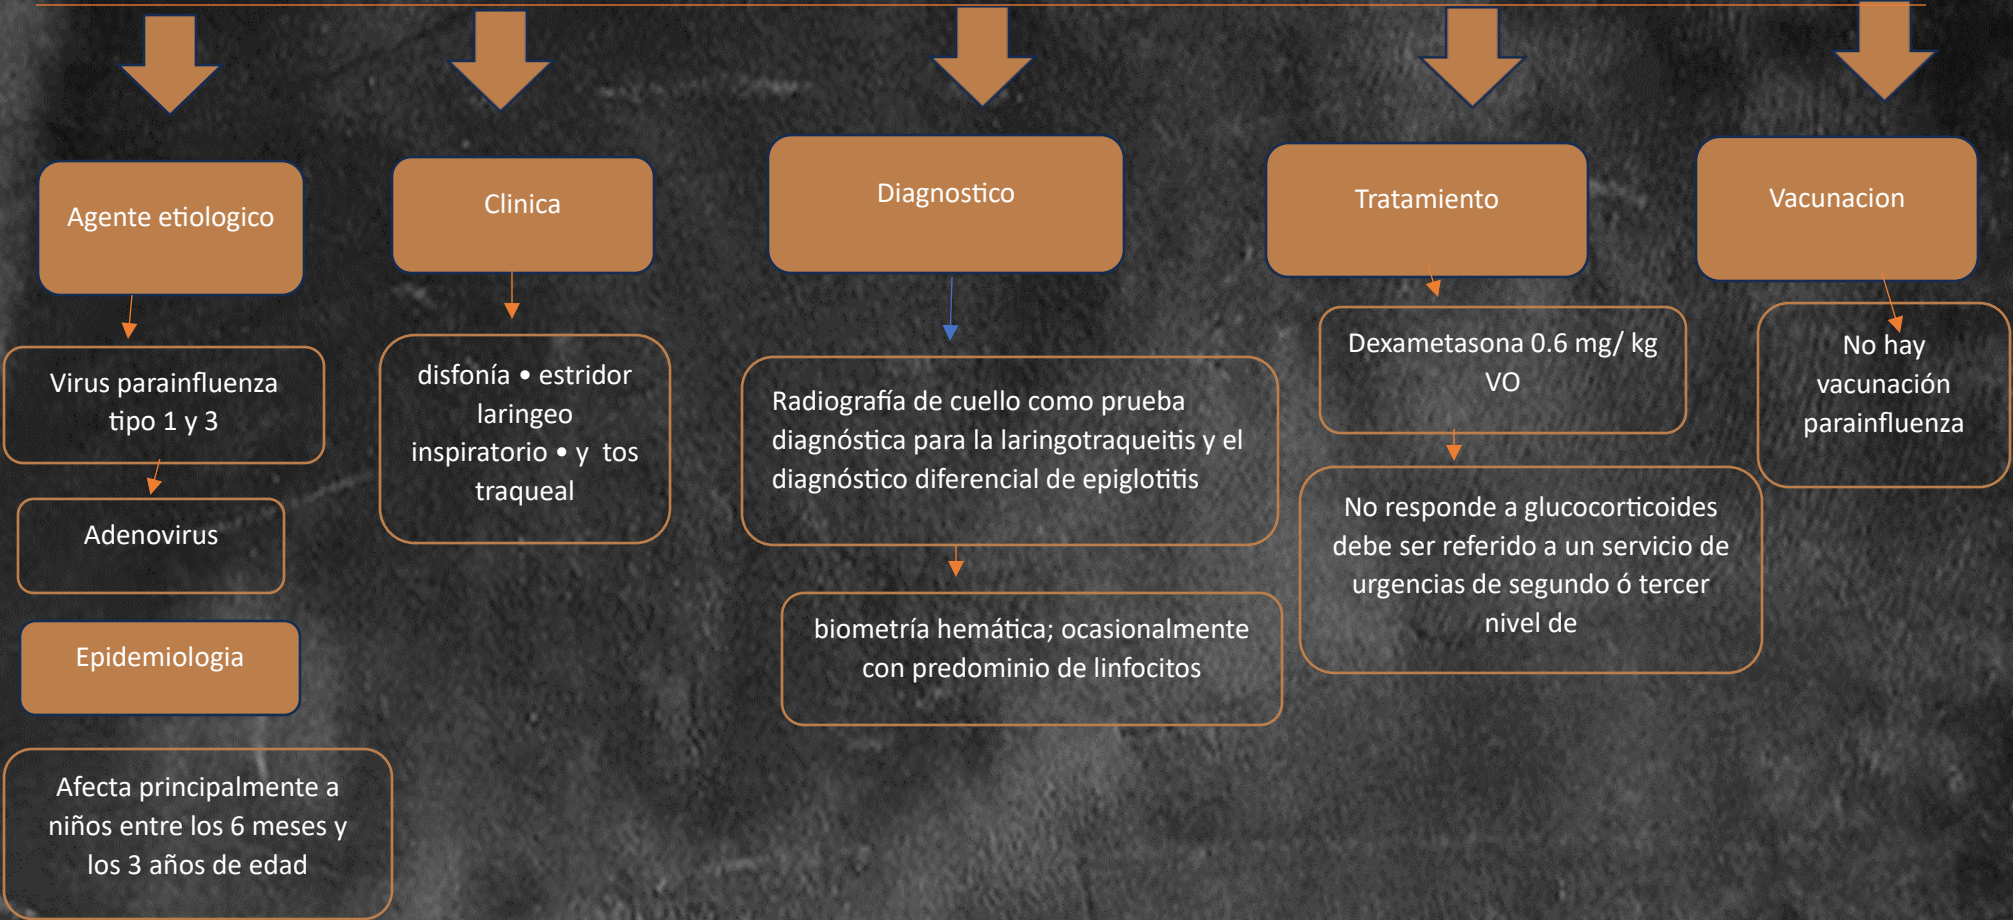 Agente etiologico
Virus parainfluenza
tipo 1 y 3
Adenovirus
Epidemiologia
Afecta principalmente a
niños entre los 6 meses y
los 3 años de edad
Clinica
disfonía • estridor
laringeo
inspiratorio • y tos
traqueal
Diagnostico
Radiografía de cuello como prueba
diagnóstica para la laringotraqueitis y el
diagnóstico diferencial de epiglotitis
biometría hemática; ocasionalmente
con predominio de linfocitos
Tratamiento
Dexametasona 0.6 mg/ kg
VO
No responde a glucocorticoides
debe ser referido a un servicio de
urgencias de segundo ó tercer
nivel de
Vacunacion
No hay
vacunación
parainfluenza